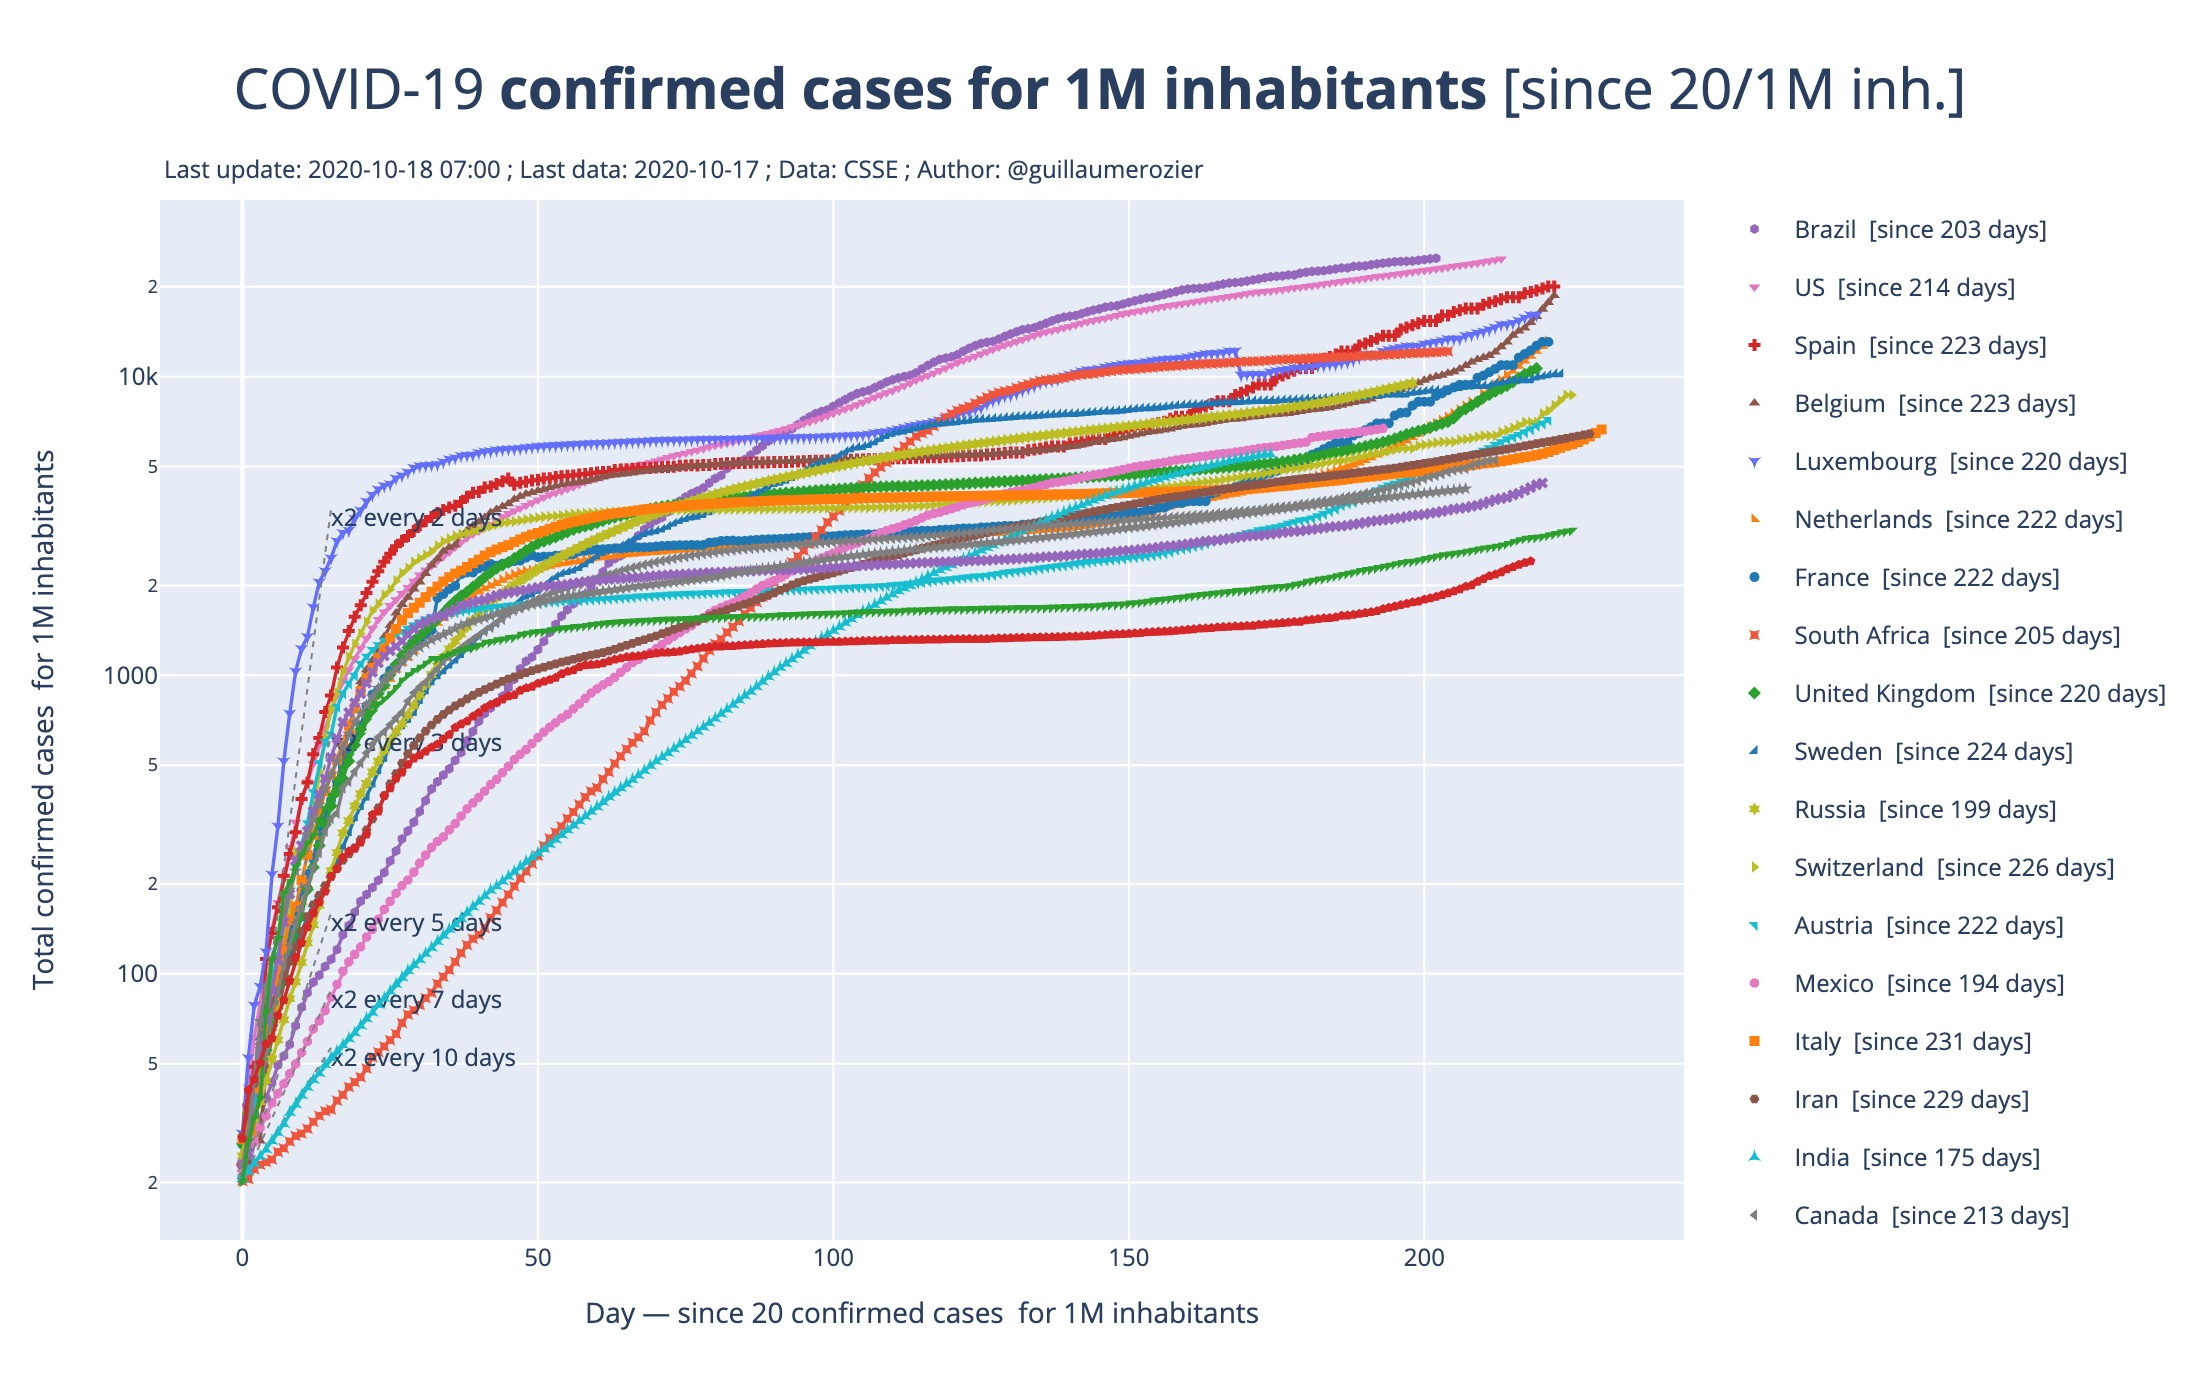 COVID-19 confirmed cases for 1M inhabitants [since 20/1M inh.]
Last update: 2020-10-18 07:00 ; Last data: 2020-10-17 ; Data: CSSE ; Author: @guillaumerozier
Total confirmed cases for 1M inhabitants
2
10k
5
2
1000
5
2
100
5
2
x2 every 2 days
x2 every 3 days
x2 every 5 days
x2 every 7 days
x2 every 10 days
0 50 100 150 200
Day — since 20 confirmed cases for 1M inhabitants
Brazil [since 203 days]
US [since 214 days]
Spain [since 223 days]
Belgium [since 223 days]
Luxembourg [since 220 days]
Netherlands [since 222 days]
France [since 222 days]
South Africa [since 205 days]
United Kingdom [since 220 days]
Sweden [since 224 days]
Russia [since 199 days]
Switzerland [since 226 days]
Austria [since 222 days]
Mexico [since 194 days]
Italy [since 231 days]
Iran [since 229 days]
India [since 175 days]
Canada [since 213 days]